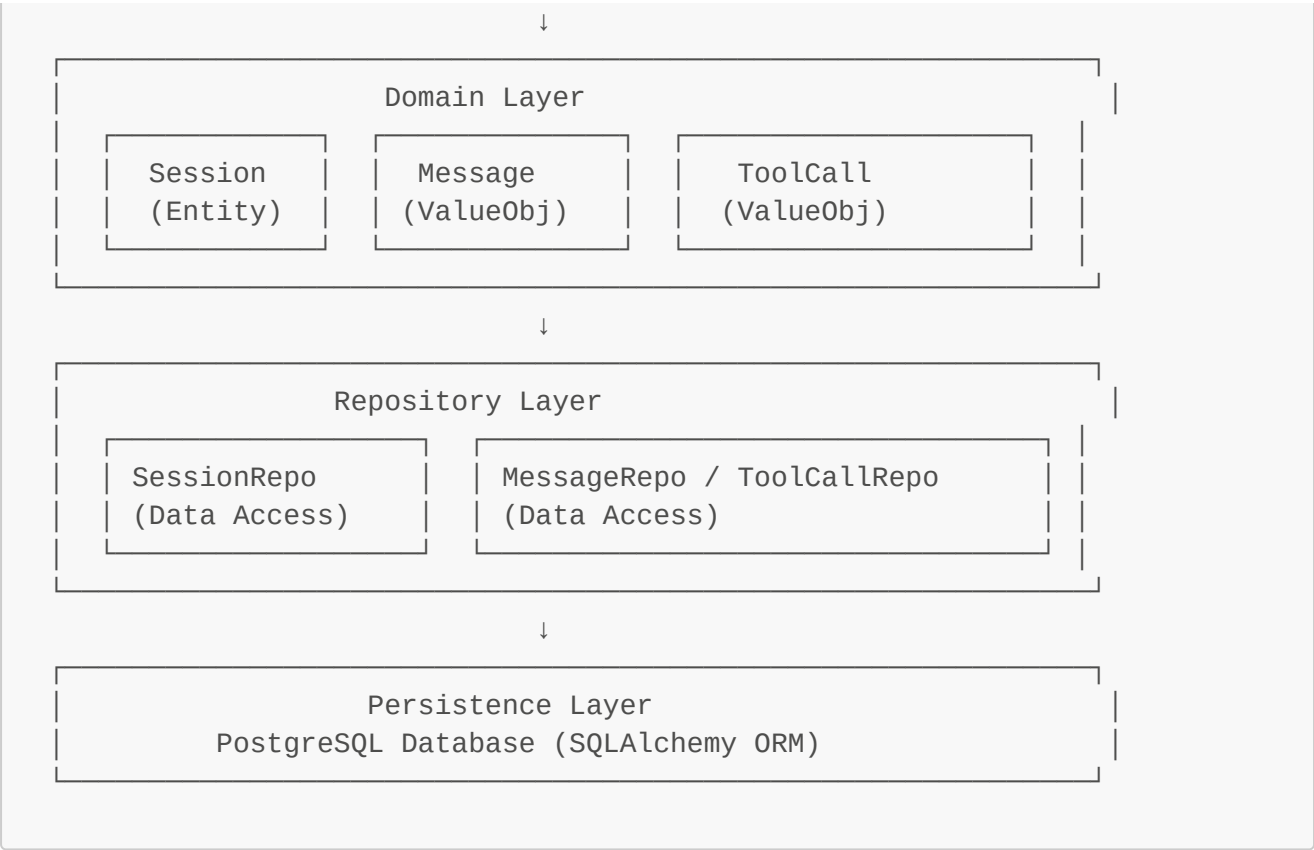 ↓
Domain Layer
Session Message ToolCall
(Entity) (ValueObj) (ValueObj)
↓
Repository Layer
SessionRepo MessageRepo / ToolCallRepo
(Data Access) (Data Access)
↓
Persistence Layer
PostgreSQL Database (SQLAlchemy ORM)